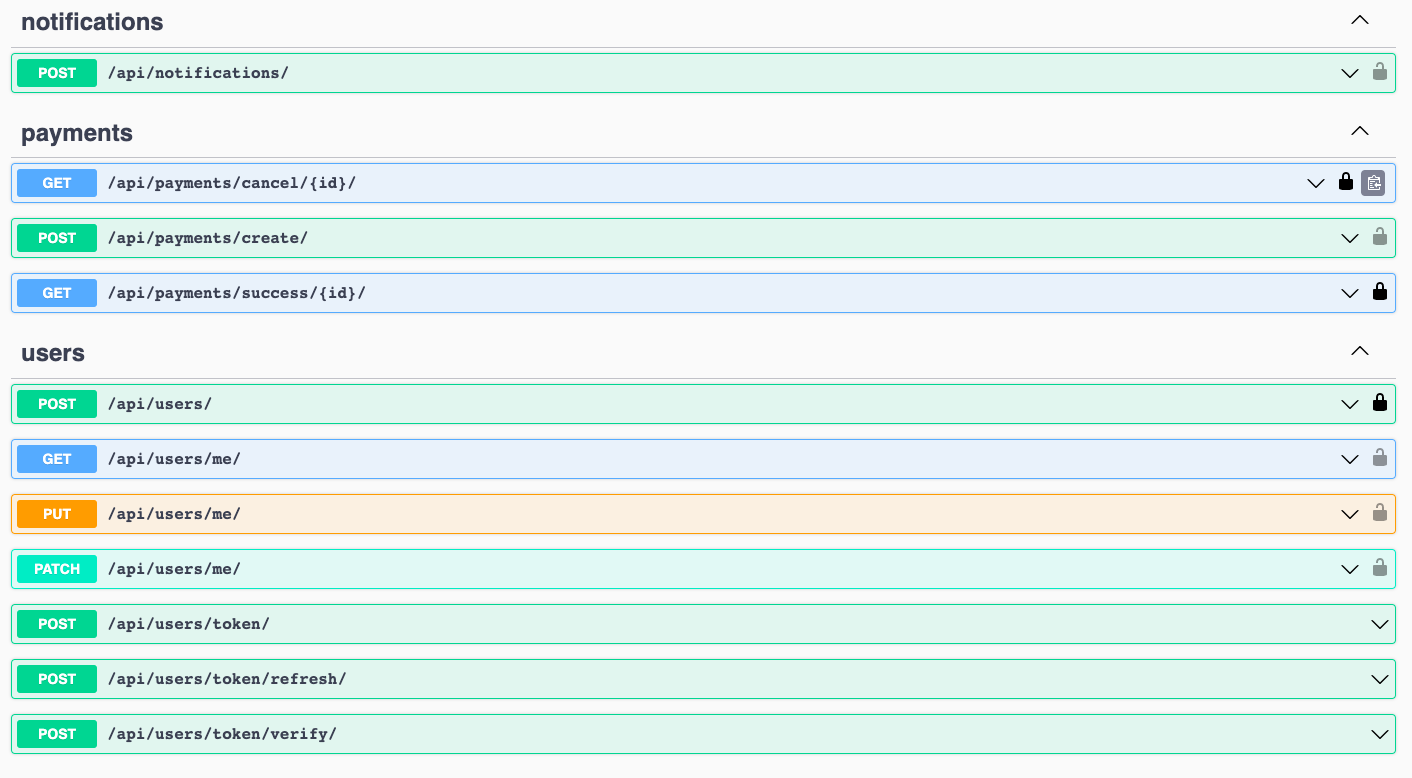 notifications
POST /api/notifications/
payments
GET /api/payments/cancel/{id}/
POST /api/payments/create/
GET /api/payments/success/{id}/
users
POST /api/users/
GET /api/users/me/
PUT /api/users/me/
PATCH /api/users/me/
POST /api/users/token/
POST /api/users/token/refresh/
POST /api/users/token/verify/